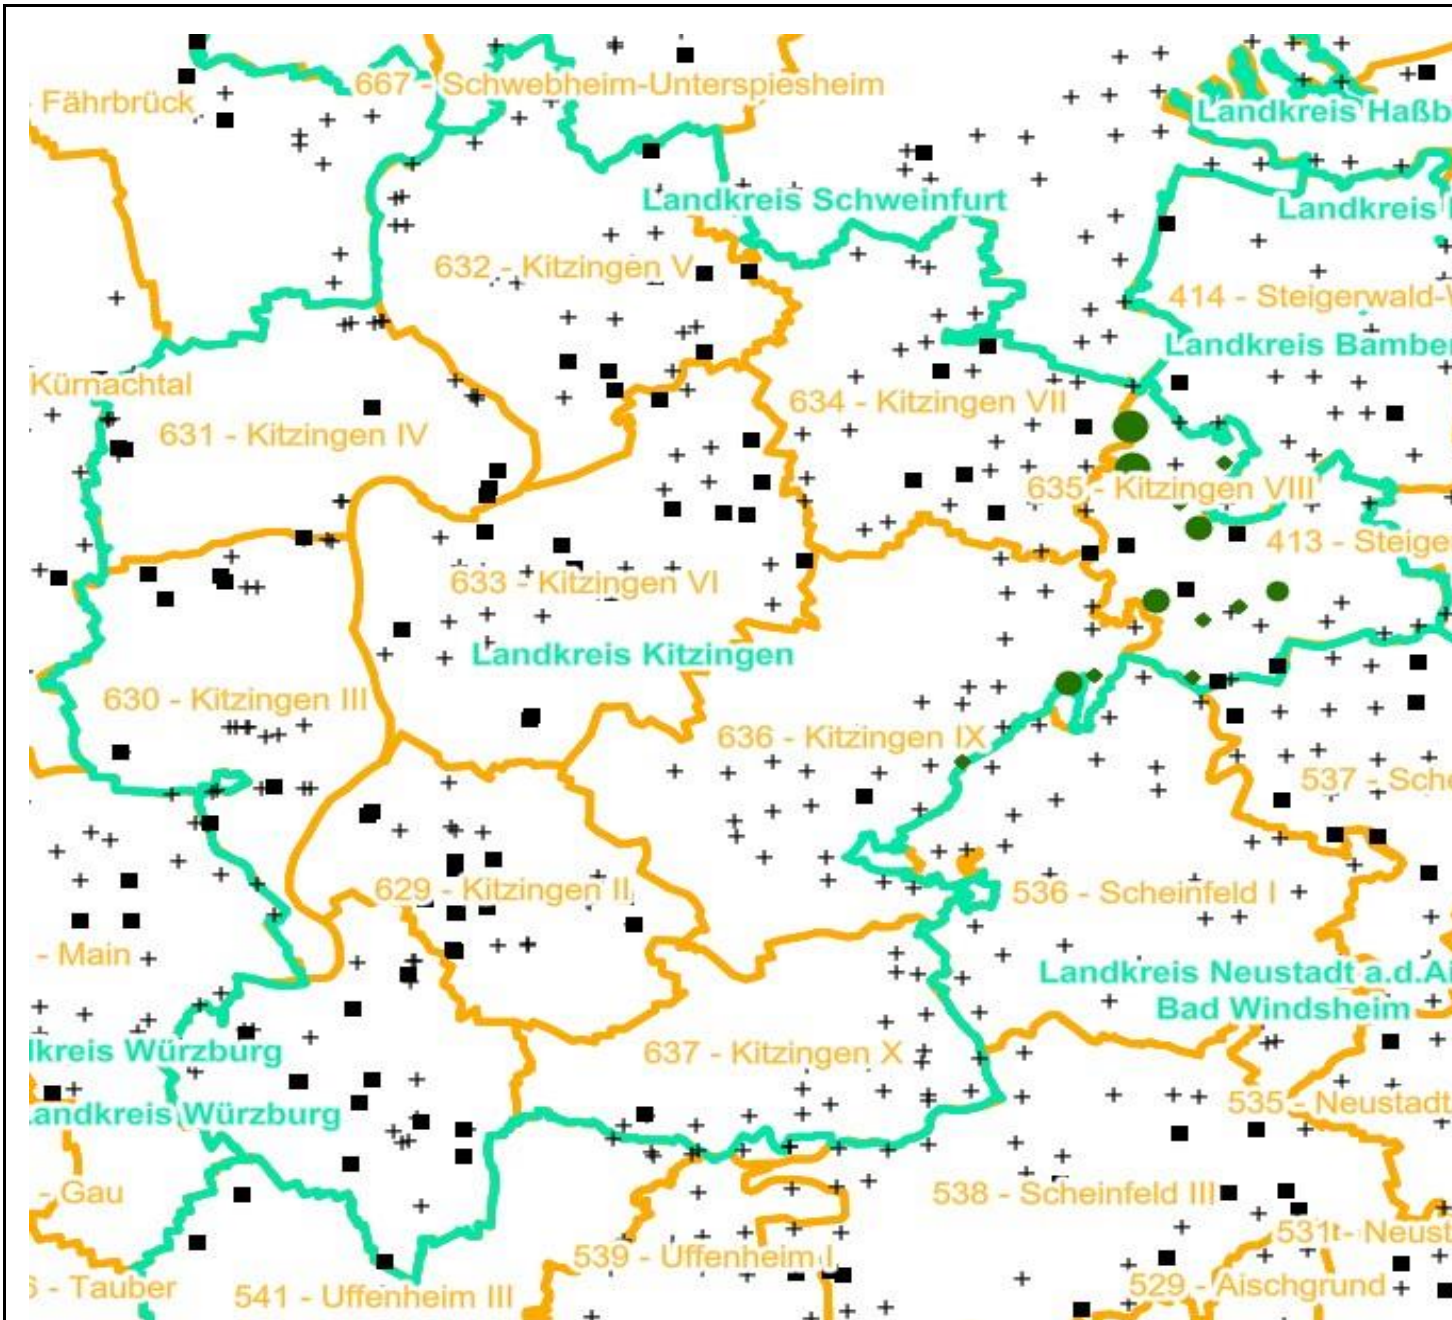 667 - Schwebheim-Unterspiesheim
Fährbrück
Landkreis Haßb
Landkreis Schweinfurt
Landkreis
632 - Kitzingen V
414 - Steigerwald-
Landkreis Bamber
Kürnachtal
634 - Kitzingen VII
631 - Kitzingen IV
635 - Kitzingen VIII
413 - Steige
633 - Kitzingen VI
Landkreis Kitzingen
630 - Kitzingen III
636 - Kitzingen IX
537 - Sche
629 - Kitzingen II
536 - Scheinfeld I
- Main
Landkreis Neustadt a.d.Ai
Bad Windsheim
lkreis Würzburg
637 - Kitzingen X
535 - Neustadt
andkreis Würzburg
- Gau
538 - Scheinfeld III
531 - Neust
539 - Uffenheim I
6 - Tauber
541 - Uffenheim III
529 - Aischgrund